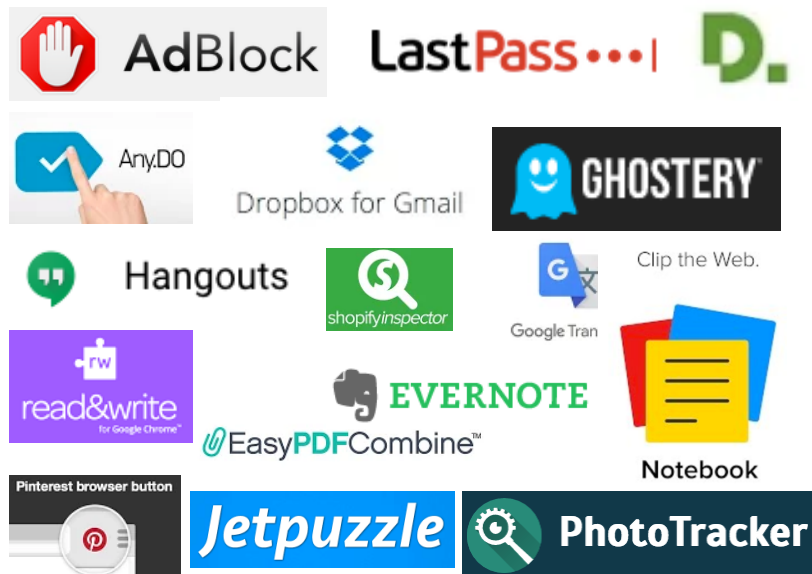 AdBlock
LastPass
D.
Any.DO
Dropbox for Gmail
GHOSTERY
Hangouts
S
shopifyinspector
G
Google Tran
Clip the Web.
rw
read&write
for Google Chrome™
EVERNOTE
EasyPDFCombine™
Notebook
Pinterest browser button
Jetpuzzle
PhotoTracker